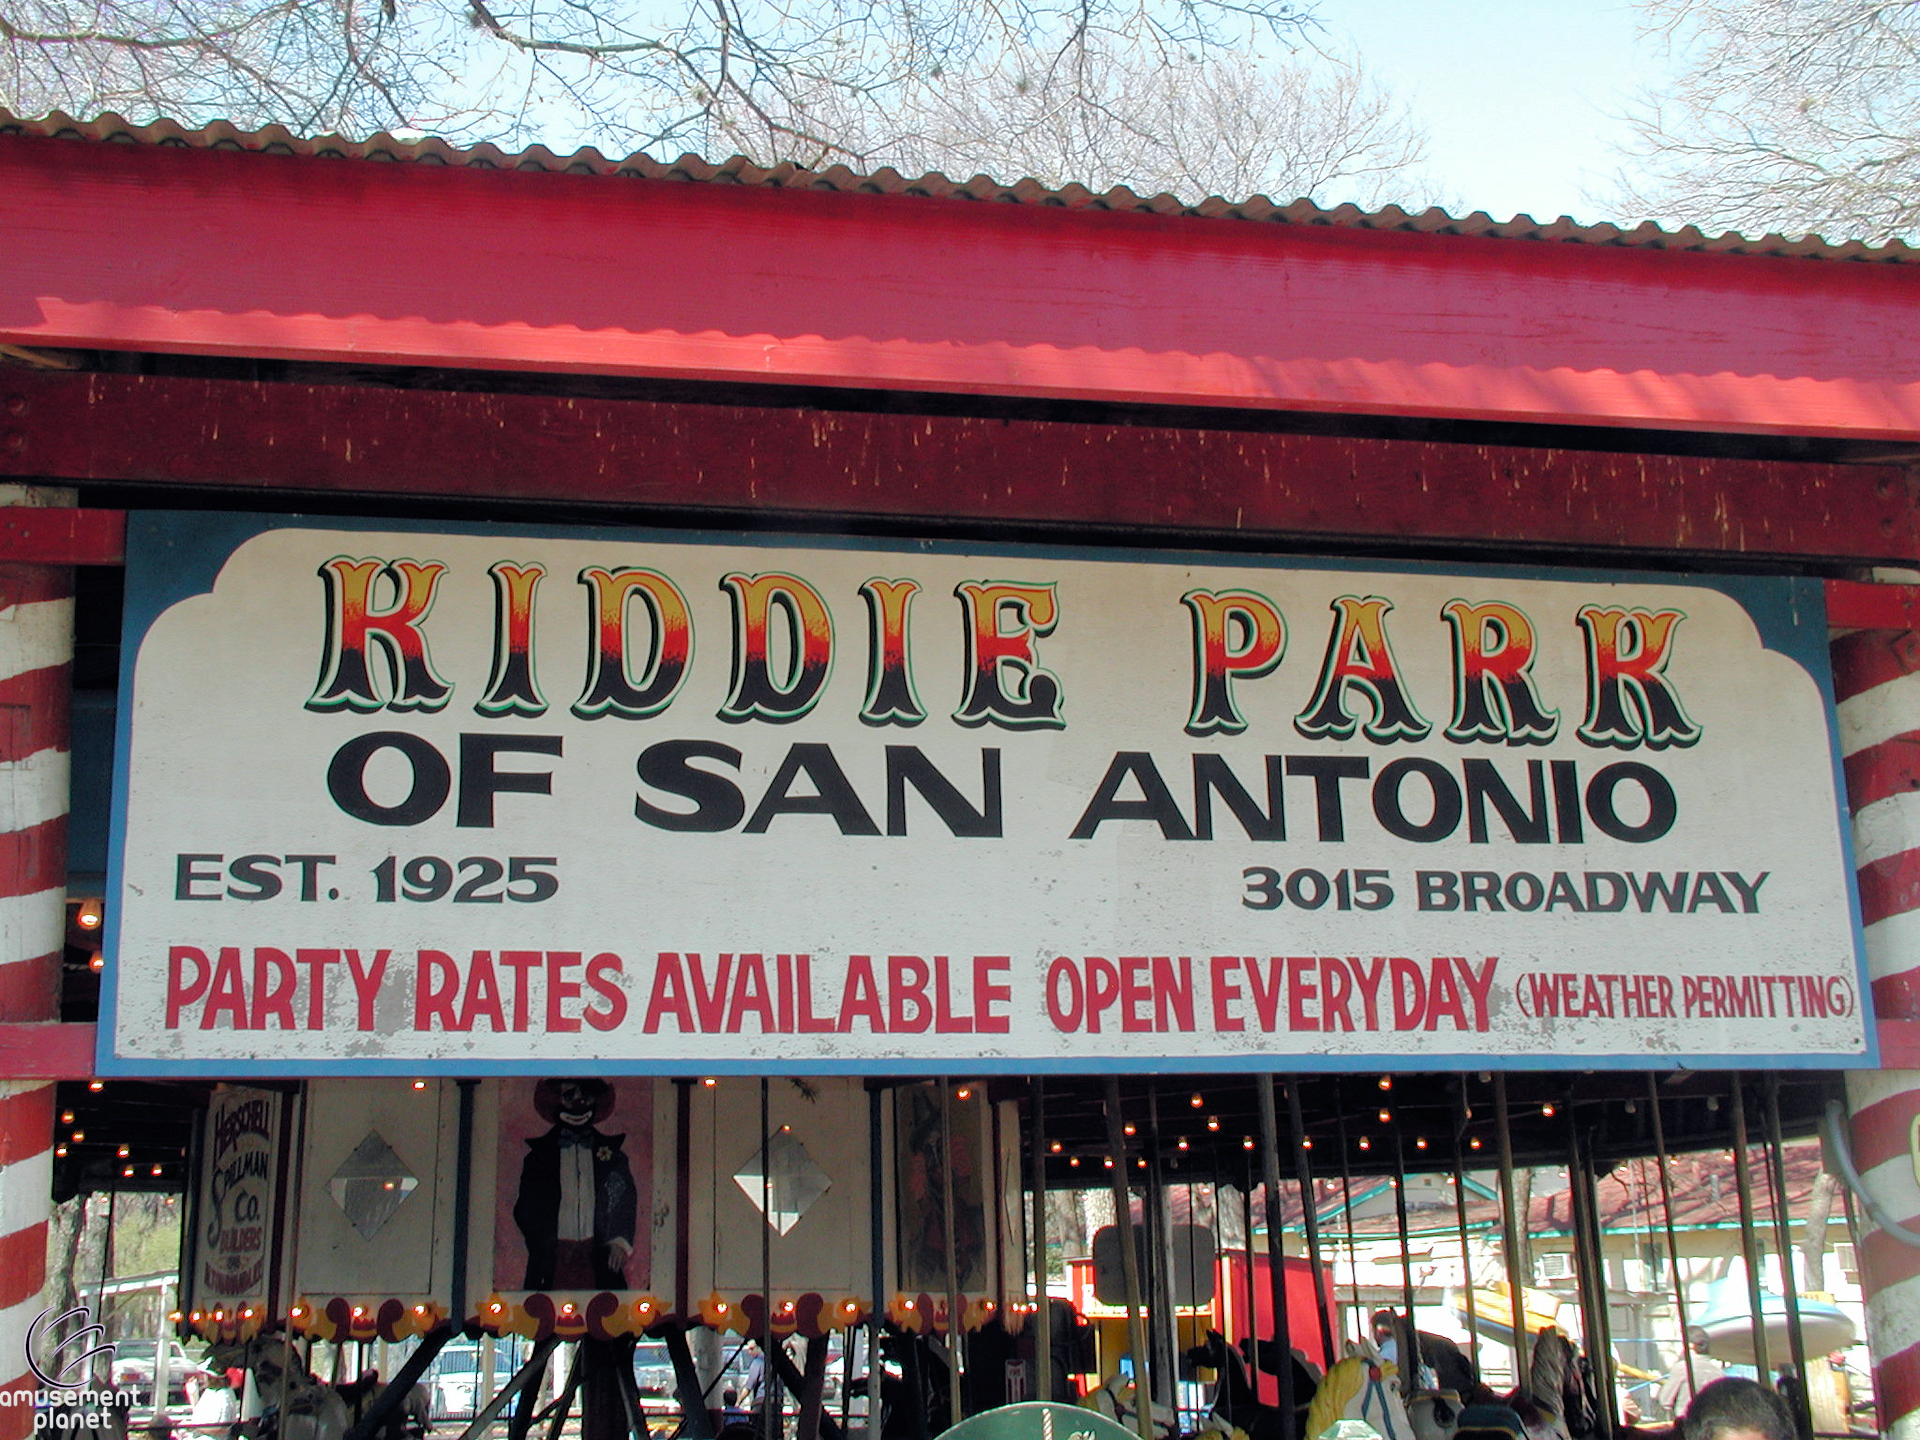 KIDDIE PARK
OF SAN ANTONIO
EST. 1925 3015 BROADWAY
PARTY RATES AVAILABLE OPEN EVERYDAY (WEATHER PERMITTING)
HERSCHELL
SPILLMAN
CO.
BUILDERS
amusement
planet